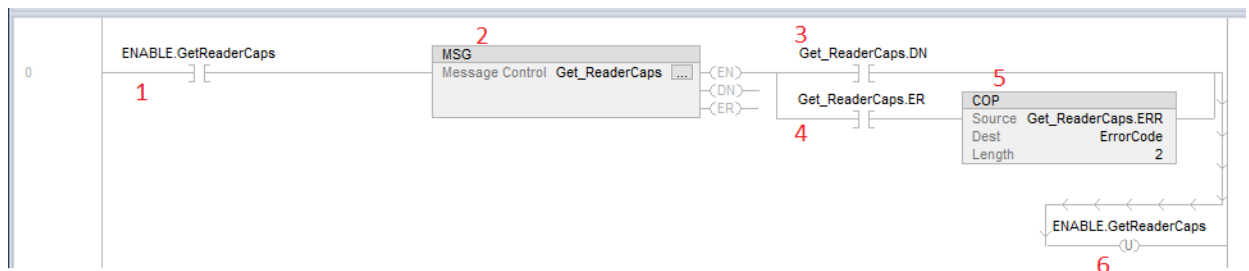 2
3
ENABLE.GetReaderCaps
MSG
Get_ReaderCaps.DN
0
Message Control Get_ReaderCaps ...
(EN)
5
1
(DN)
Get_ReaderCaps.ER
COP
(ER)
Source Get_ReaderCaps.ERR
4
Dest ErrorCode
Length 2
ENABLE.GetReaderCaps
(U)
6